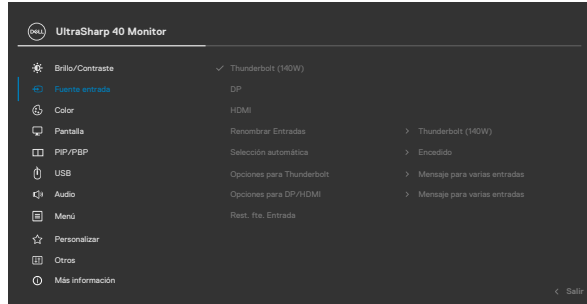 DELL UltraSharp 40 Monitor
Brillo/Contraste Thunderbolt (140W)
Fuente entrada DP
Color HDMI
Pantalla Renombrar Entradas > Thunderbolt (140W)
PIP/PBP Selección automática > Encedido
USB Opciones para Thunderbolt > Mensaje para varias entradas
Audio Opciones para DP/HDMI > Mensaje para varias entradas
Menú Rest. fte. Entrada
Personalizar
Otros
Más información
< Salir